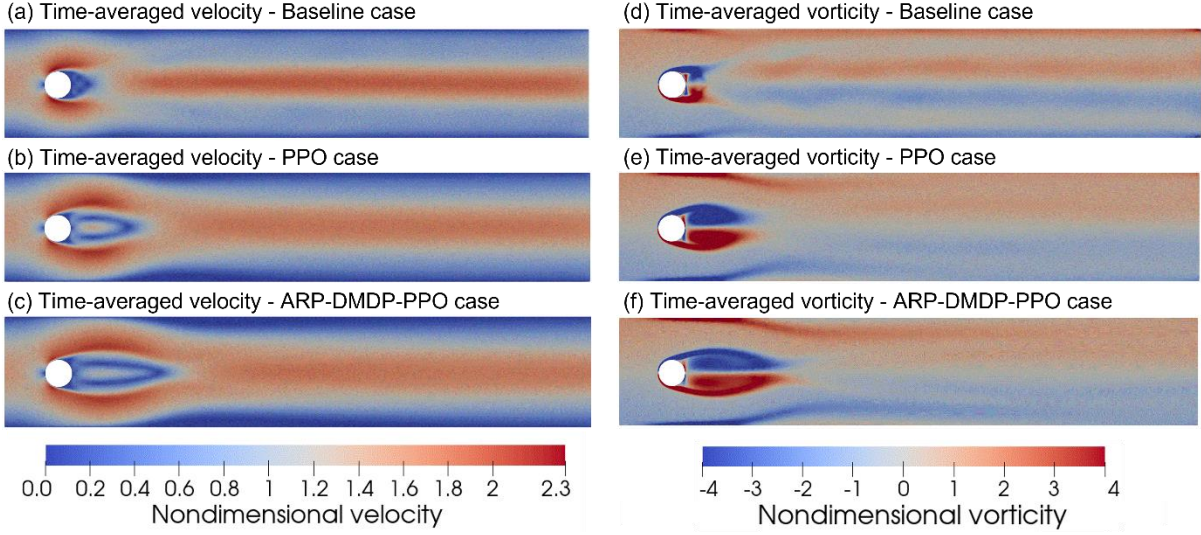 (a) Time-averaged velocity - Baseline case
(d) Time-averaged vorticity - Baseline case
(b) Time-averaged velocity - PPO case
(e) Time-averaged vorticity - PPO case
(c) Time-averaged velocity - ARP-DMDP-PPO case
(f) Time-averaged vorticity - ARP-DMDP-PPO case
0.0 0.2 0.4 0.6 0.8 1 1.2 1.4 1.6 1.8 2 2.3
Nondimensional velocity
-4 -3 -2 -1 0 1 2 3 4
Nondimensional vorticity